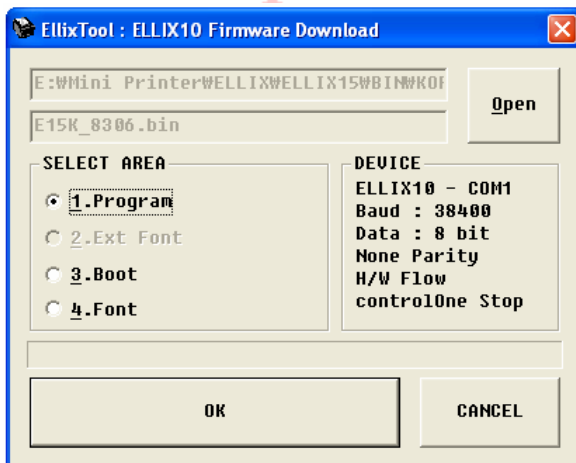 EllixTool : ELLIX10 Firmware Download
E:₩Mini Printer₩ELLIX₩ELLIX15₩BIN₩KOR
Open
E15K_8306.bin
SELECT AREA
1.Program
2.Ext Font
3.Boot
4.Font
DEVICE
ELLIX10 - COM1
Baud : 38400
Data : 8 bit
None Parity
H/W Flow
controlOne Stop
OK
CANCEL